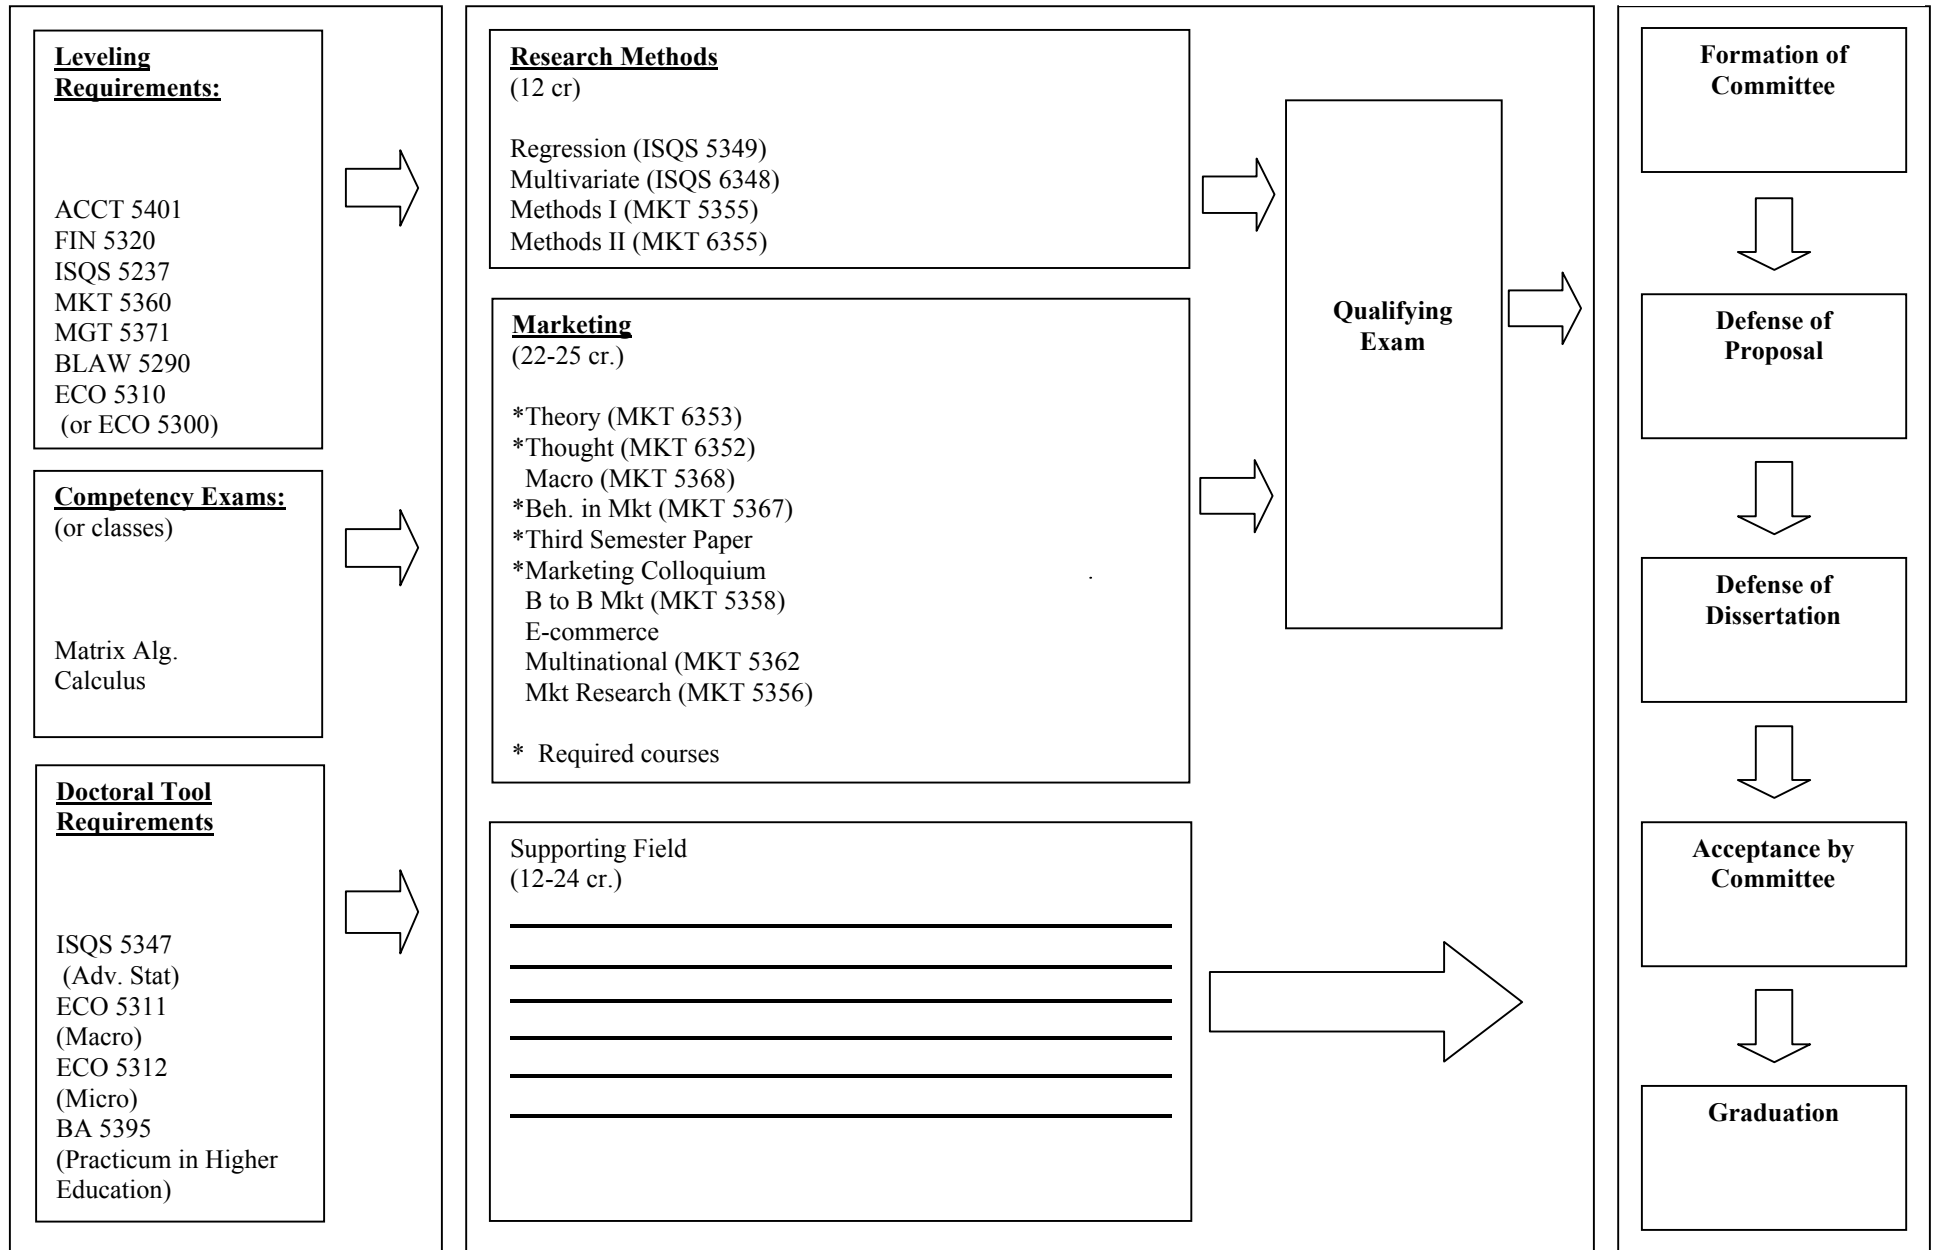 Leveling
Requirements:
ACCT 5401
FIN 5320
ISQS 5237
MKT 5360
MGT 5371
BLAW 5290
ECO 5310
(or ECO 5300)
Competency Exams:
(or classes)
Matrix Alg.
Calculus
Doctoral Tool
Requirements
ISQS 5347
(Adv. Stat)
ECO 5311
(Macro)
ECO 5312
(Micro)
BA 5395
(Practicum in Higher
Education)
Research Methods
(12 cr)
Regression (ISQS 5349)
Multivariate (ISQS 6348)
Methods I (MKT 5355)
Methods II (MKT 6355)
Marketing
(22-25 cr.)
*Theory (MKT 6353)
*Thought (MKT 6352)
Macro (MKT 5368)
*Beh. in Mkt (MKT 5367)
*Third Semester Paper
*Marketing Colloquium .
B to B Mkt (MKT 5358)
E-commerce
Multinational (MKT 5362
Mkt Research (MKT 5356)
* Required courses
Supporting Field
(12-24 cr.)
Qualifying
Exam
Formation of
Committee
Defense of
Proposal
Defense of
Dissertation
Acceptance by
Committee
Graduation